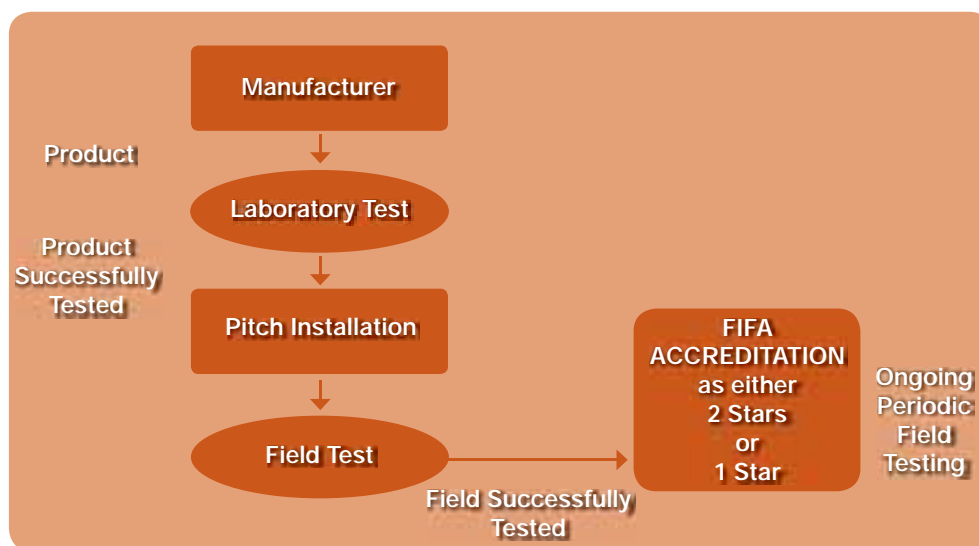 Manufacturer
Product
Laboratory Test
Product
Successfully
Tested
Pitch Installation
Field Test
Field Successfully
Tested
FIFA
ACCREDITATION
as either
2 Stars
or
1 Star
Ongoing
Periodic
Field
Testing